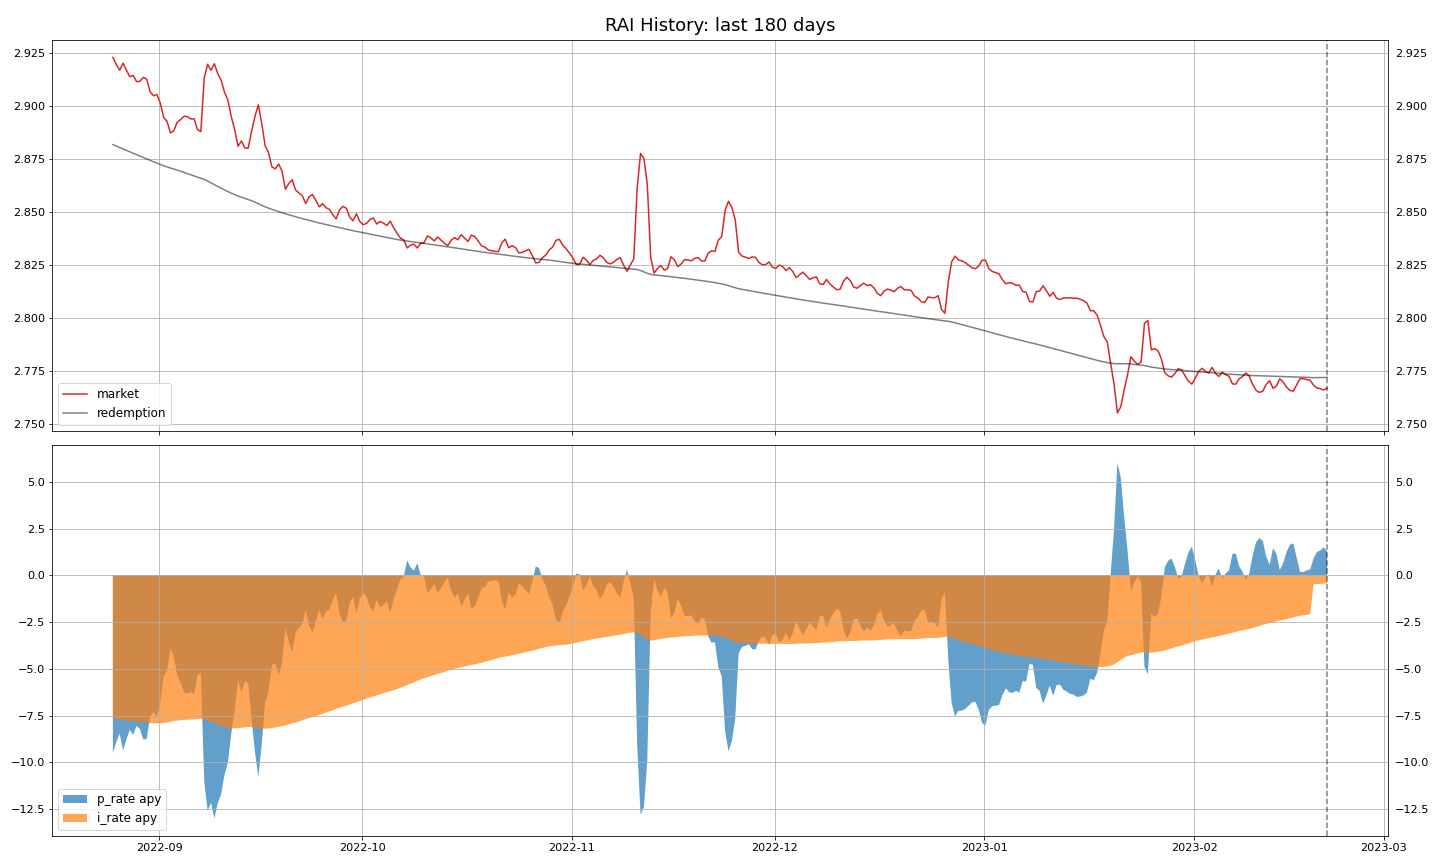 RAI History: last 180 days
2.925 2.925
2.900 2.900
2.875 2.875
2.850 2.850
2.825 2.825
2.800 2.800
2.775 2.775
2.750 2.750
market
redemption
5.0 5.0
2.5 2.5
0.0 0.0
−2.5 −2.5
−5.0 −5.0
−7.5 −7.5
−10.0 −10.0
−12.5 −12.5
p_rate apy
i_rate apy
2022-09 2022-10 2022-11 2022-12 2023-01 2023-02 2023-03